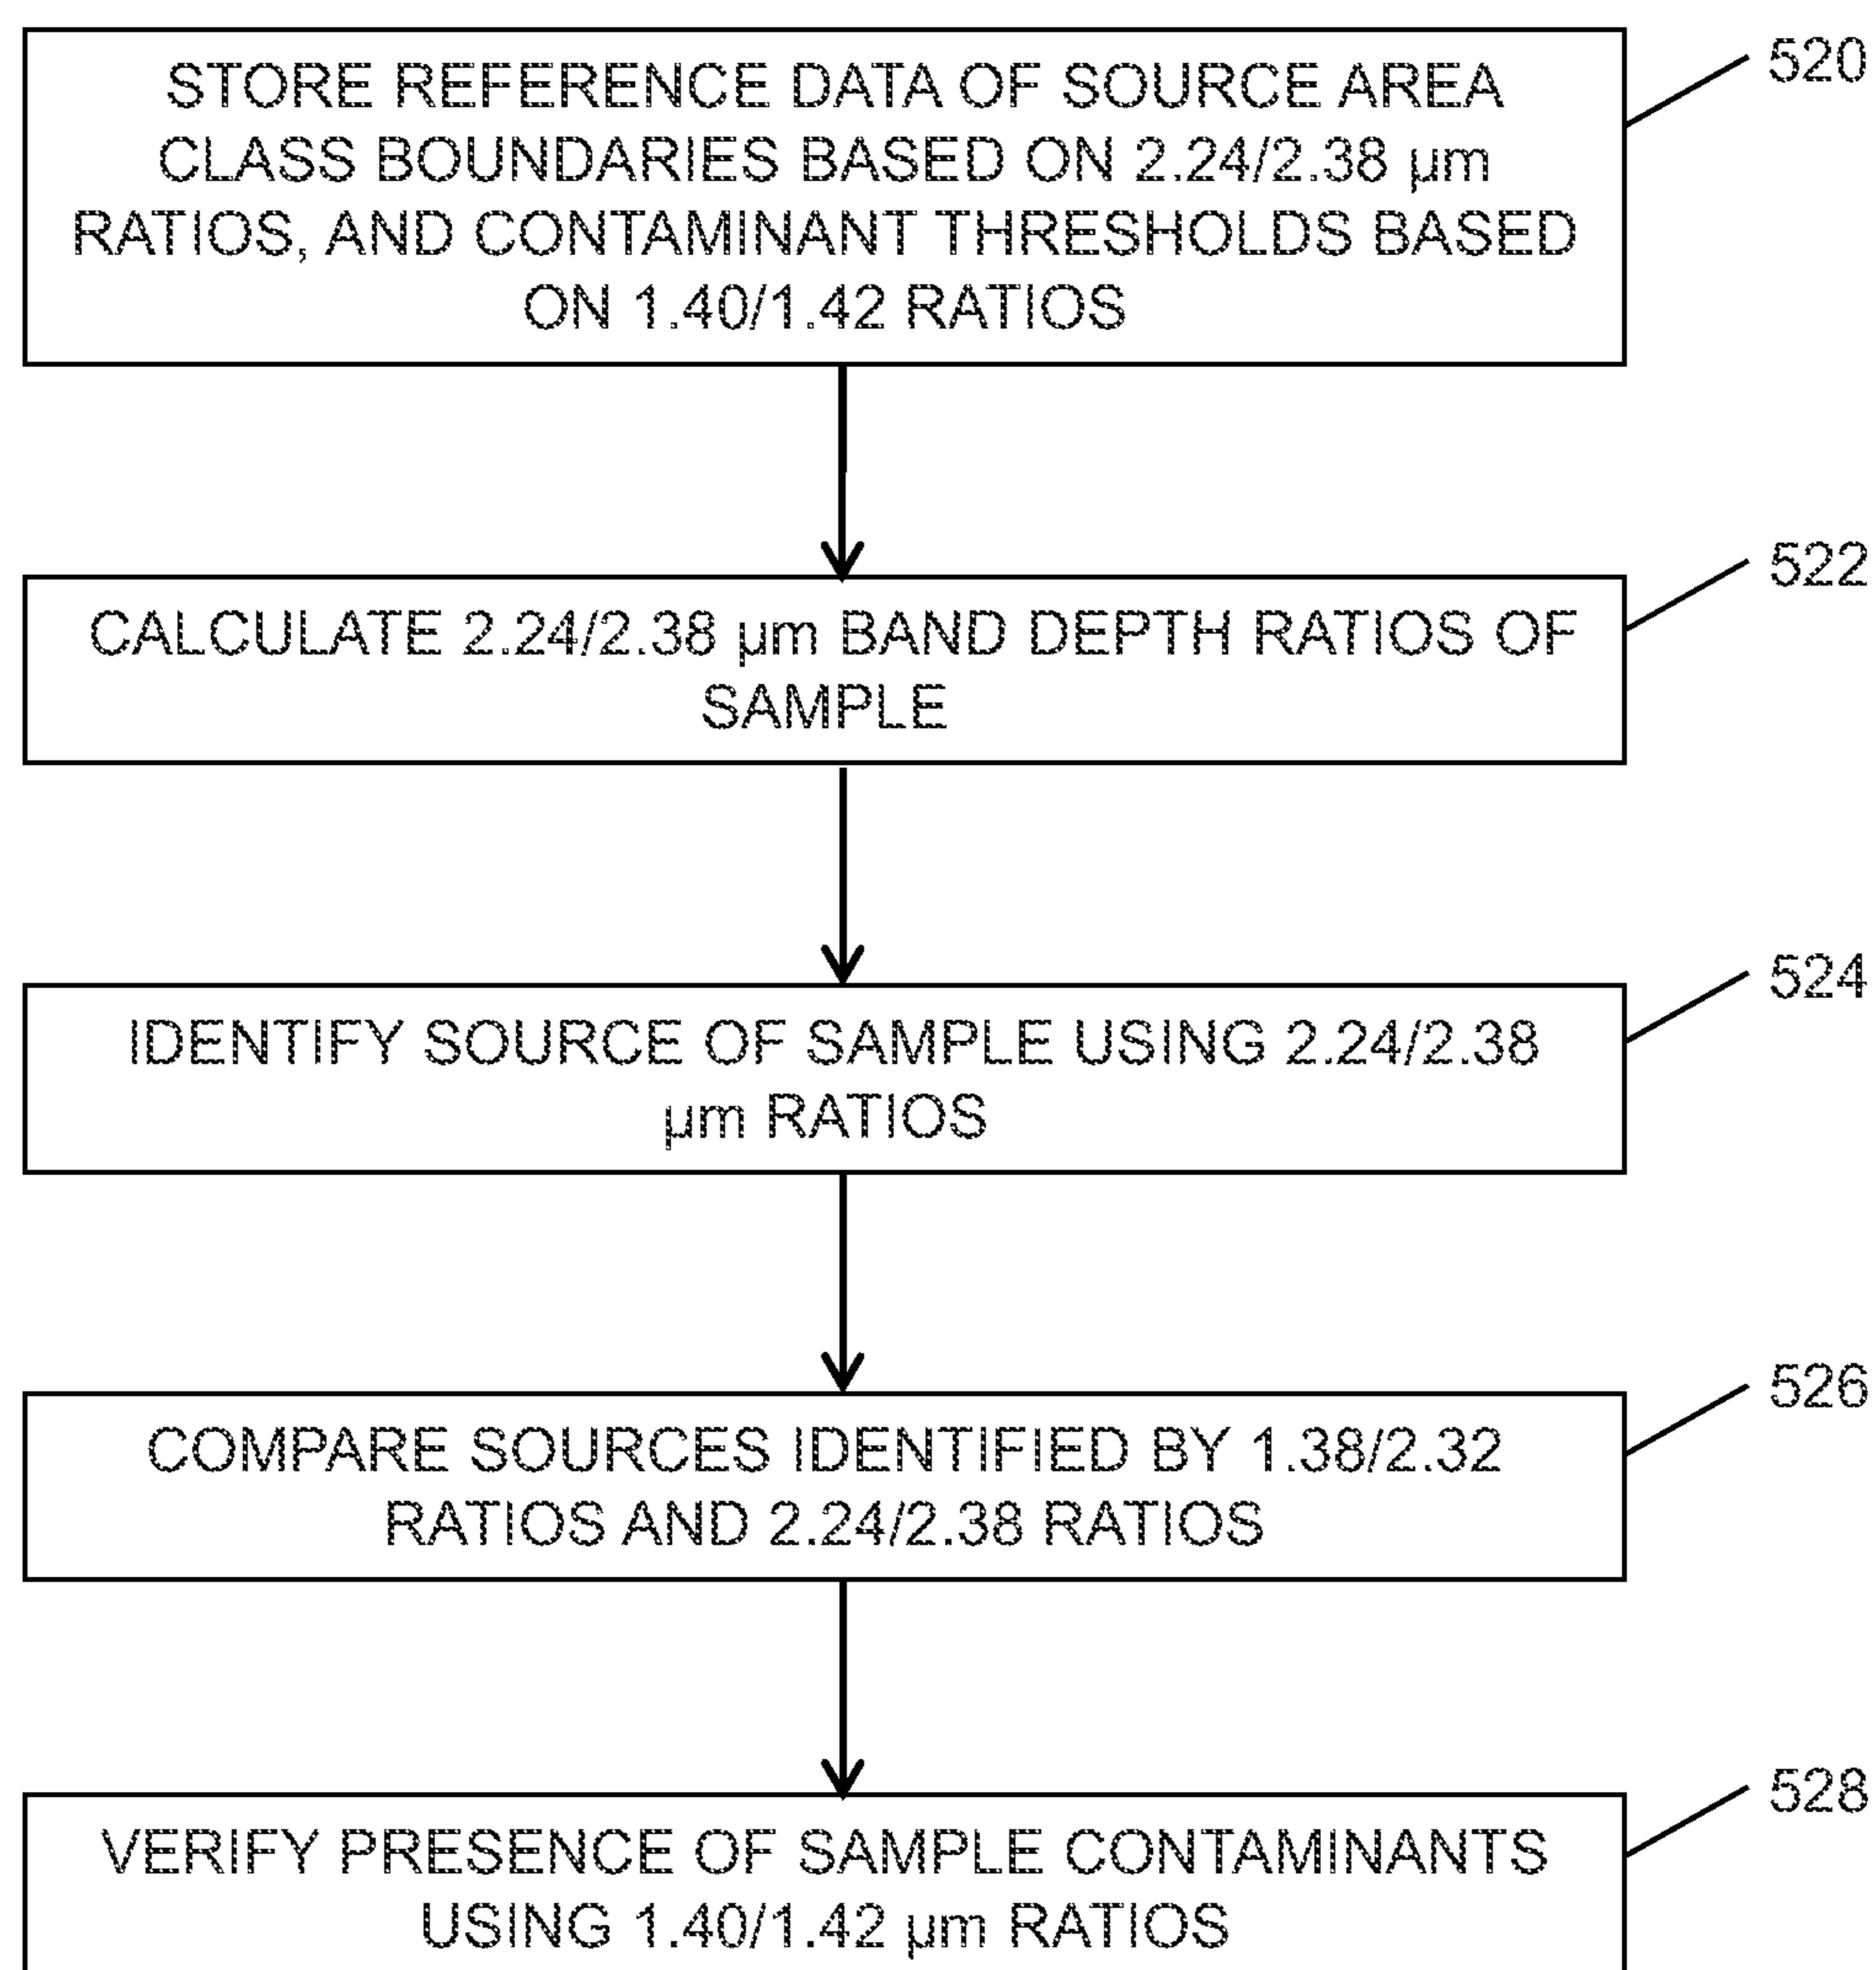 STORE REFERENCE DATA OF SOURCE AREA
CLASS BOUNDARIES BASED ON 2.24/2.38 µm
RATIOS, AND CONTAMINANT THRESHOLDS BASED
ON 1.40/1.42 RATIOS
520
CALCULATE 2.24/2.38 µm BAND DEPTH RATIOS OF
SAMPLE
522
IDENTIFY SOURCE OF SAMPLE USING 2.24/2.38
µm RATIOS
524
COMPARE SOURCES IDENTIFIED BY 1.38/2.32
RATIOS AND 2.24/2.38 RATIOS
526
VERIFY PRESENCE OF SAMPLE CONTAMINANTS
USING 1.40/1.42 µm RATIOS
528